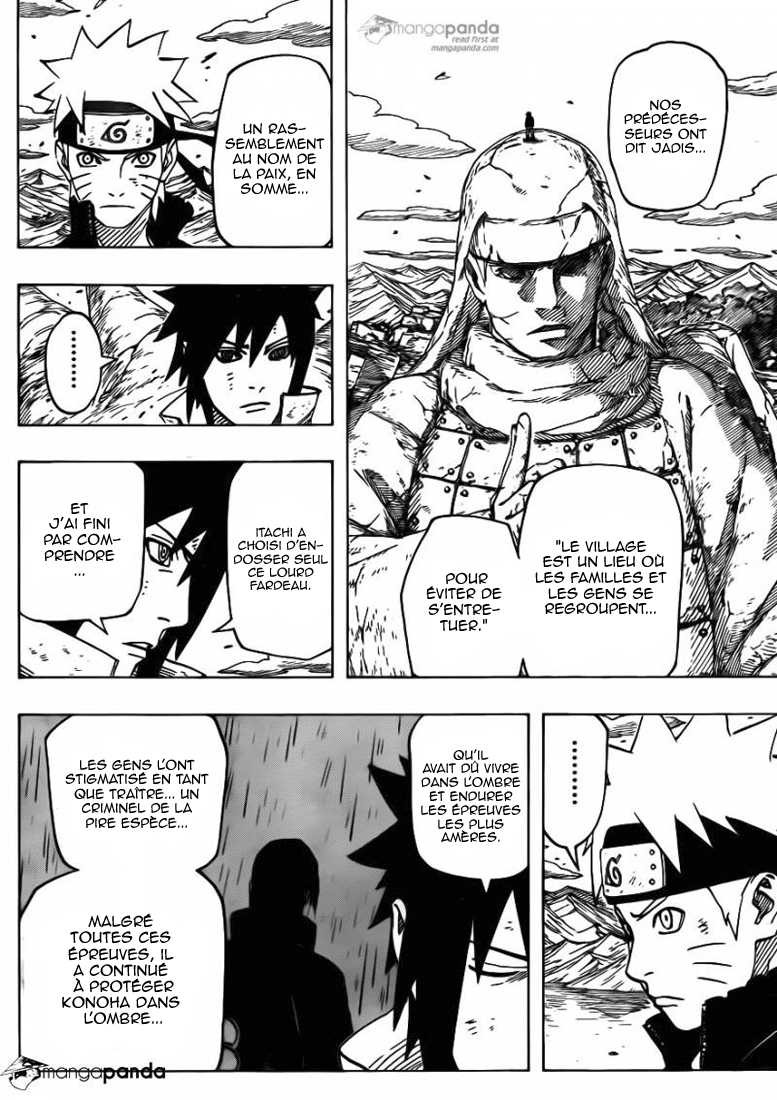 mangapanda
read first at
mangapanda.com
NOS
PRÉDÉCES-
SEURS ONT
DIT JADIS...
"LE VILLAGE
EST UN LIEU OÙ
LES FAMILLES ET
LES GENS SE
REGROUPENT...
POUR
ÉVITER DE
S'ENTRE-
TUER."
UN RAS-
SEMBLEMENT
AU NOM DE
LA PAIX, EN
SOMME...
.........
ITACHI A
CHOISI D'EN-
DOSSER SEUL
CE LOURD
FARDEAU.
ET
J'AI FINI
PAR COM-
PRENDRE
...
..........
QU'IL
AVAIT DÛ VIVRE
DANS L'OMBRE
ET ENDURER
LES ÉPREUVES
LES PLUS
AMÈRES.
LES GENS L'ONT
STIGMATISÉ EN TANT
QUE TRAÎTRE... UN
CRIMINEL DE LA
PIRE ESPÈCE...
MALGRÉ
TOUTES CES
ÉPREUVES, IL
A CONTINUÉ
À PROTÉGER
KONOHA DANS
L'OMBRE...
mangapanda